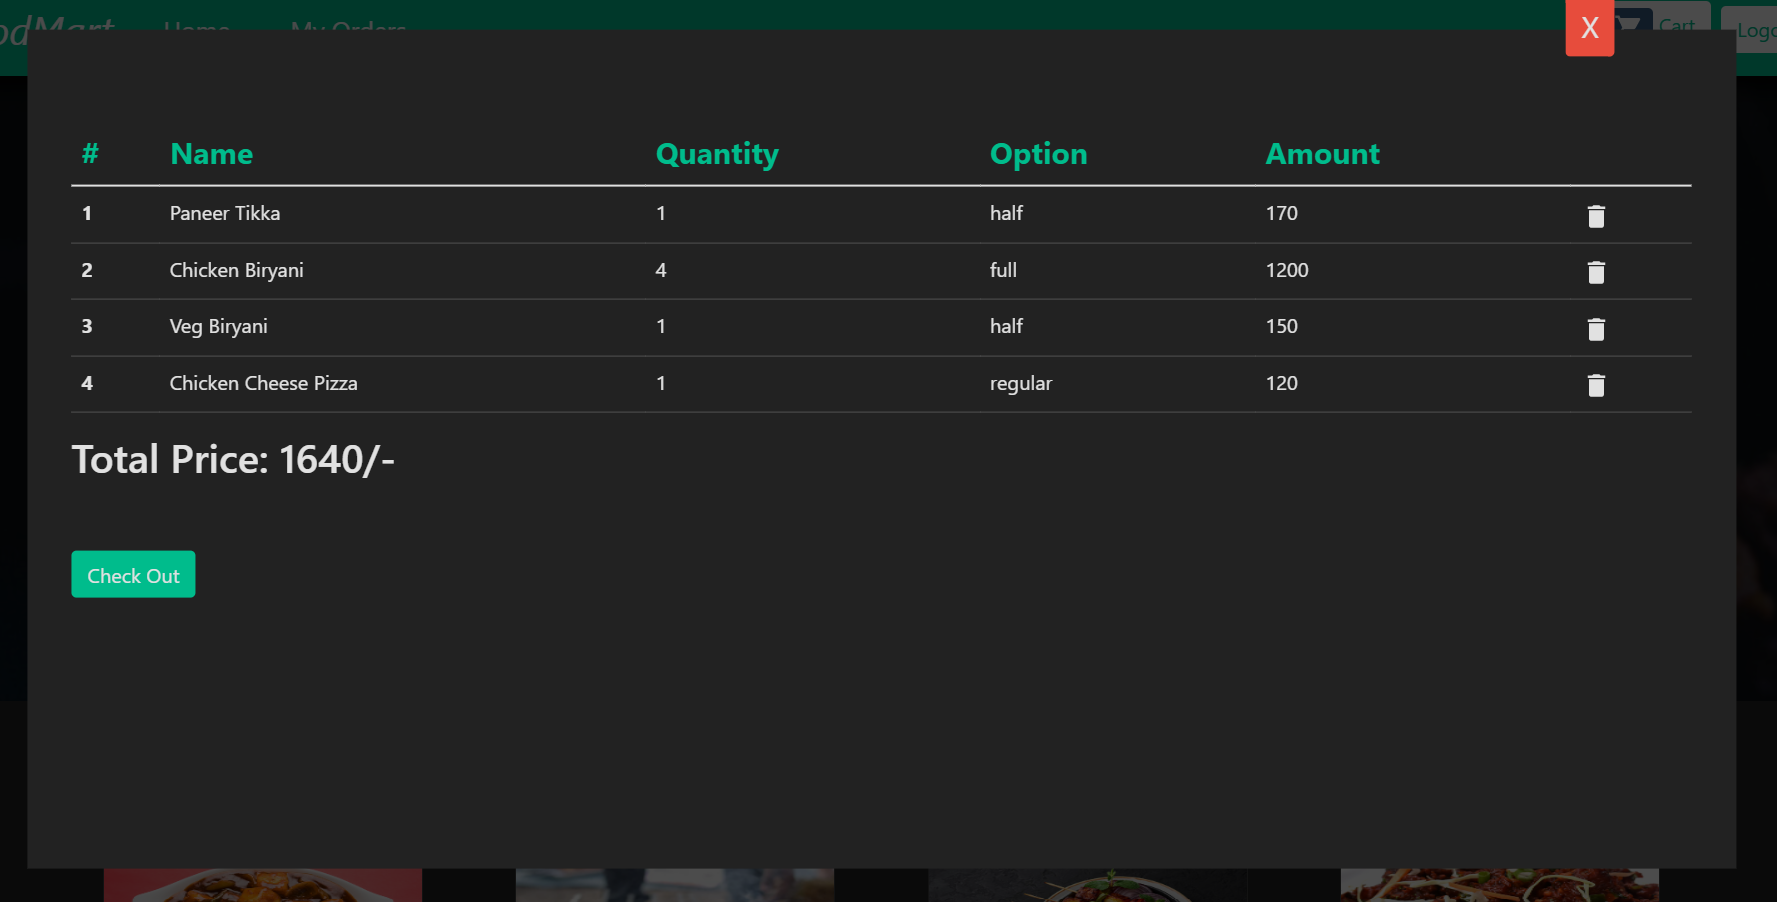 Home My Orders Cart
X
# Name Quantity Option Amount
1 Paneer Tikka 1 half 170
2 Chicken Biryani 4 full 1200
3 Veg Biryani 1 half 150
4 Chicken Cheese Pizza 1 regular 120
Total Price: 1640/-
Check Out